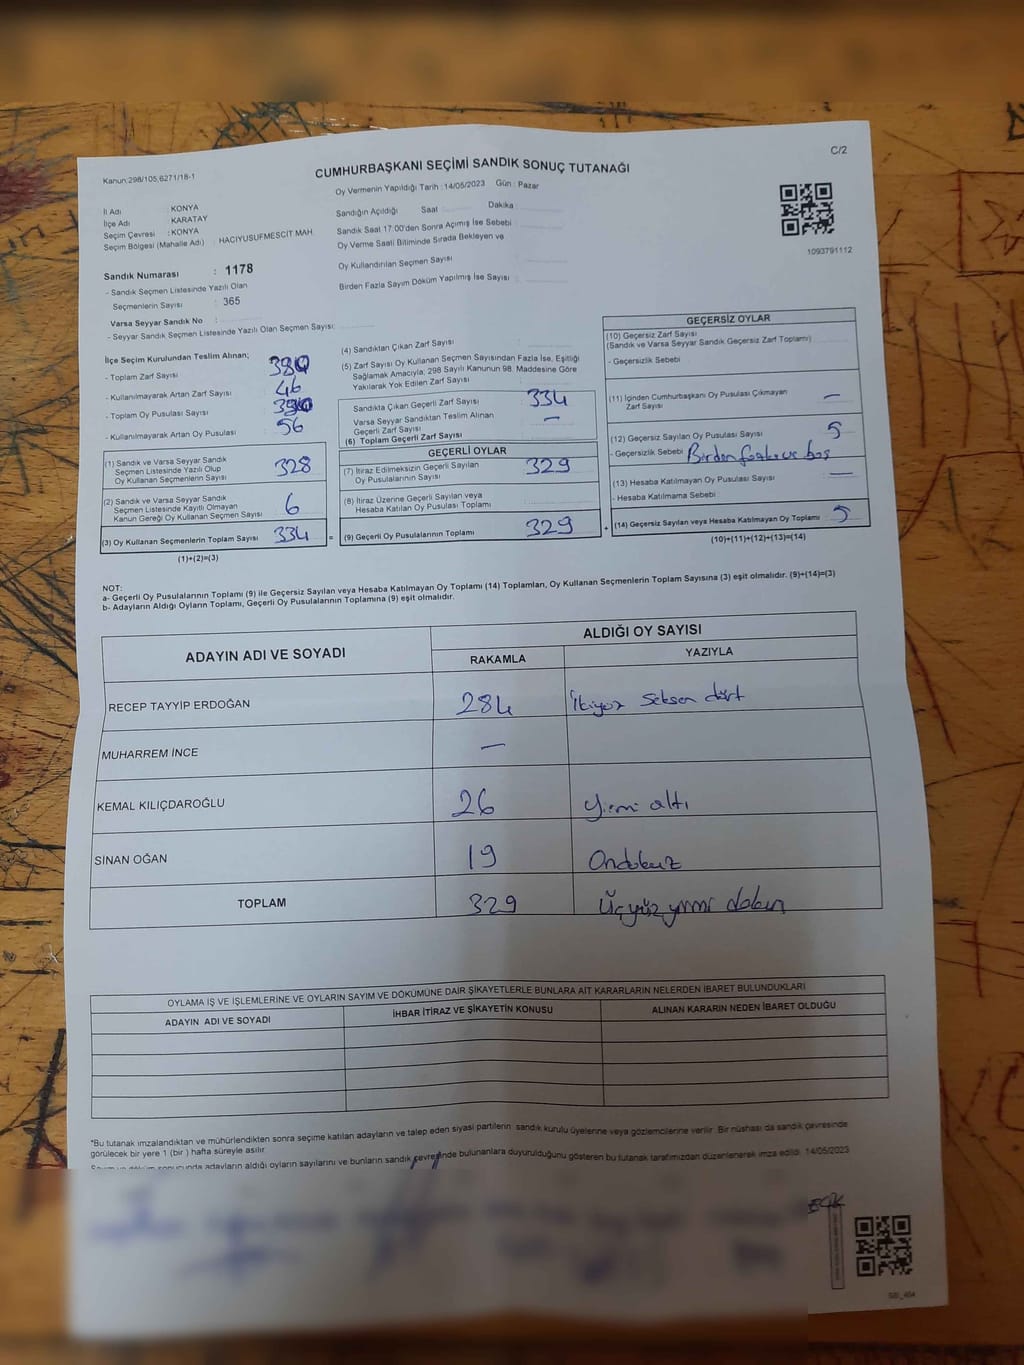 C/2
Kanun:298/105,6271/18-1
CUMHURBAŞKANI SEÇİMİ SANDIK SONUÇ TUTANAĞI
Oy Vermenin Yapıldığı Tarih : 14/05/2023 Gün : Pazar
İl Adı : KONYA
İlçe Adı : KARATAY
Seçim Çevresi : KONYA
Seçim Bölgesi (Mahalle Adı) : HACIYUSUFMESCİT MAH.
Sandık Numarası : 1178
- Sandık Seçmen Listesinde Yazılı Olan
Seçmenlerin Sayısı : 365
Varsa Seyyar Sandık No :
- Seyyar Sandık Seçmen Listesinde Yazılı Olan Seçmen Sayısı:
Sandığın Açıldığı Saat Dakika
Sandık Saat 17:00'den Sonra Açımış İse Sebebi
Oy Verme Saati Bitiminde Sırada Bekleyen ve
Oy Kullandırılan Seçmen Sayısı
Birden Fazla Sayım Döküm Yapılmış İse Sayısı :
1093791112
İlçe Seçim Kurulundan Teslim Alınan;
- Toplam Zarf Sayısı
- Kullanılmayarak Artan Zarf Sayısı : 46
- Toplam Oy Pusulası Sayısı
- Kullanılmayarak Artan Oy Pusulası : 56
(1) Sandık ve Varsa Seyyar Sandık
Seçmen Listesinde Yazılı Olup
Oy Kullanan Seçmenlerin Sayısı 328
(2) Sandık ve Varsa Seyyar Sandık
Seçmen Listesinde Kayıtlı Olmayan
Kanun Gereği Oy Kullanan Seçmen Sayısı 6
(3) Oy Kullanan Seçmenlerin Toplam Sayısı 334 =
(1)+(2)=(3)
(4) Sandıktan Çıkan Zarf Sayısı :
(5) Zarf Sayısı Oy Kullanan Seçmen Sayısından Fazla İse, Eşitliği
Sağlamak Amacıyla, 298 Sayılı Kanunun 98. Maddesine Göre
Yakılarak Yok Edilen Zarf Sayısı
Sandıkta Çıkan Geçerli Zarf Sayısı 334
Varsa Seyyar Sandıktan Teslim Alınan
Geçerli Zarf Sayısı —
(6) Toplam Geçerli Zarf Sayısı
GEÇERLİ OYLAR
(7) İtiraz Edilmeksizin Geçerli Sayılan
Oy Pusulasının Sayısı 329
(8) İtiraz Üzerine Geçerli Sayılan veya
Hesaba Katılan Oy Pusulası Toplamı
(9) Geçerli Oy Pusulalarının Toplamı 329 +
GEÇERSİZ OYLAR
(10) Geçersiz Zarf Sayısı
(Sandık ve Varsa Seyyar Sandık Geçersiz Zarf Toplamı)
- Geçersizlik Sebebi
(11) İçinden Cumhurbaşkanı Oy Pusulası Çıkmayan
Zarf Sayısı —
(12) Geçersiz Sayılan Oy Pusulası Sayısı 5
- Geçersizlik Sebebi Birden fazla ve boş
(13) Hesaba Katılmayan Oy Pusulası Sayısı —
- Hesaba Katılmama Sebebi
(14) Geçersiz Sayılan veya Hesaba Katılmayan Oy Toplamı 5
(10)+(11)+(12)+(13)=(14)
NOT:
a- Geçerli Oy Pusulalarının Toplamı (9) ile Geçersiz Sayılan veya Hesaba Katılmayan Oy Toplamı (14) Toplamları, Oy Kullanan Seçmenlerin Toplam Sayısına (3) eşit olmalıdır. (9)+(14)=(3)
b- Adayların Aldığı Oyların Toplamı, Geçerli Oy Pusulalarının Toplamına (9) eşit olmalıdır.
ADAYIN ADI VE SOYADI ALDIĞI OY SAYISI
RAKAMLA YAZIYLA
RECEP TAYYİP ERDOĞAN 284 İkiyüz Seksen dört
MUHARREM İNCE —
KEMAL KILIÇDAROĞLU 26 Yirmi altı
SİNAN OĞAN 19 Ondokuz
TOPLAM 329 Üçyüz yirmi dokuz
OYLAMA İŞ VE İŞLEMLERİNE VE OYLARIN SAYIM VE DÖKÜMÜNE DAİR ŞİKAYETLERLE BUNLARA AİT KARARLARIN NELERDEN İBARET BULUNDUKLARI
ADAYIN ADI VE SOYADI İHBAR İTİRAZ VE ŞİKAYETİN KONUSU ALINAN KARARIN NEDEN İBARET OLDUĞU
*Bu tutanak imzalandıktan ve mühürlendikten sonra seçime katılan adayların ve talep eden siyasi partilerin sandık kurulu üyelerine veya gözlemcilerine verilir. Bir nüshası da sandık çevresinde
görülecek bir yere 1 (bir ) hafta süreyle asılır.
Sayım ve döküm sonucunda adayların aldığı oyların sayılarını ve bunların sandık çevresinde bulunanlara duyurulduğunu gösteren bu tutanak tarafımızdan düzenlenerek imza edildi. 14/05/2023